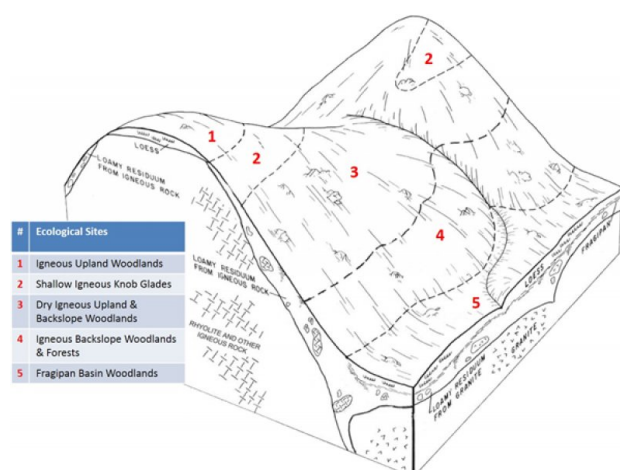 2
1
2
3
4
5
LOESS
LOAMY RESIDUUM
FROM IGNEOUS ROCK
LOAMY RESIDUUM
FROM IGNEOUS ROCK
RHYOLITE AND OTHER
IGNEOUS ROCK
LOESS
FRAGIPAN
GRANITE
LOAMY RESIDUUM
FROM GRANITE
# Ecological Sites
1 Igneous Upland Woodlands
2 Shallow Igneous Knob Glades
3 Dry Igneous Upland &
Backslope Woodlands
4 Igneous Backslope Woodlands
& Forests
5 Fragipan Basin Woodlands